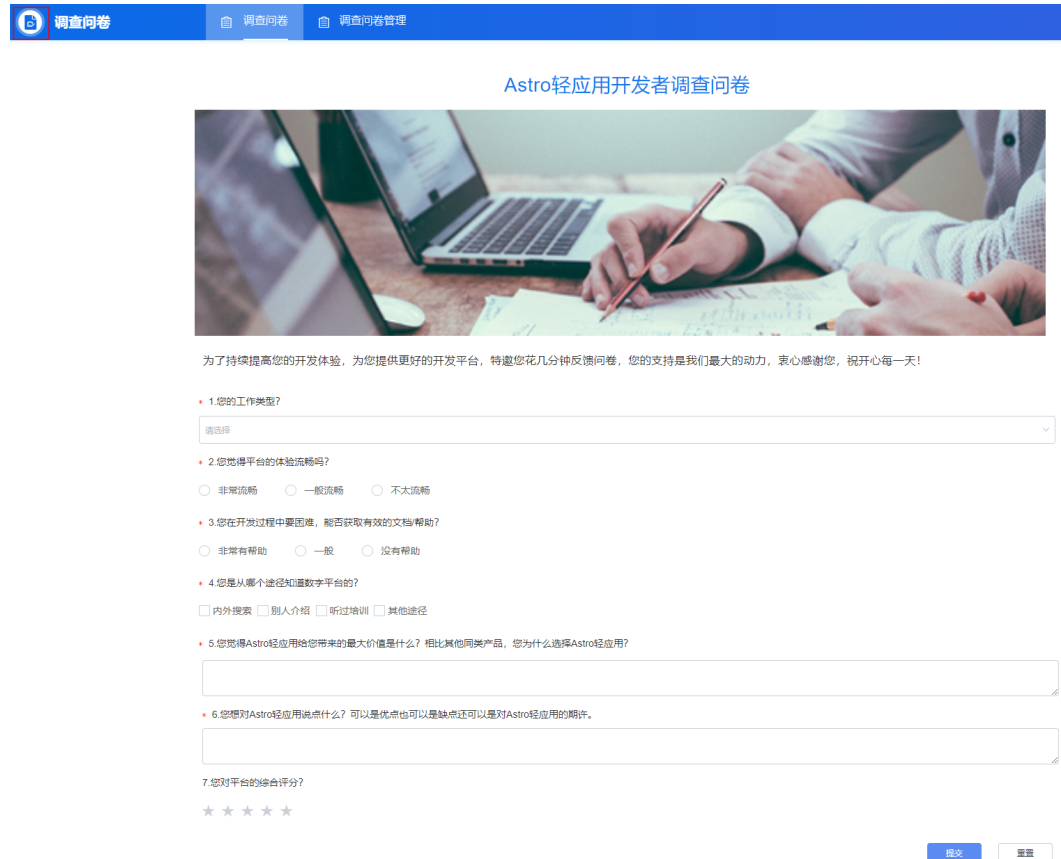 调查问卷
调查问卷
调查问卷管理
Astro轻应用开发者调查问卷
为了持续提高您的开发体验，为您提供更好的开发平台，特邀您花几分钟反馈问卷，您的支持是我们最大的动力，衷心感谢您，祝开心每一天！
* 1.您的工作类型？
请选择
* 2.您觉得平台的体验流畅吗？
非常流畅 一般流畅 不太流畅
* 3.您在开发过程中要困难，能否获取有效的文档/帮助？
非常有帮助 一般 没有帮助
* 4.您是从哪个途径知道数字平台的？
内外搜索 别人介绍 听过培训 其他途径
* 5.您觉得Astro轻应用给您带来的最大价值是什么？相比其他同类产品，您为什么选择Astro轻应用？
* 6.您想对Astro轻应用说点什么？可以是优点也可以是缺点还可以是对Astro轻应用的期许。
7.您对平台的综合评分？
提交 重置